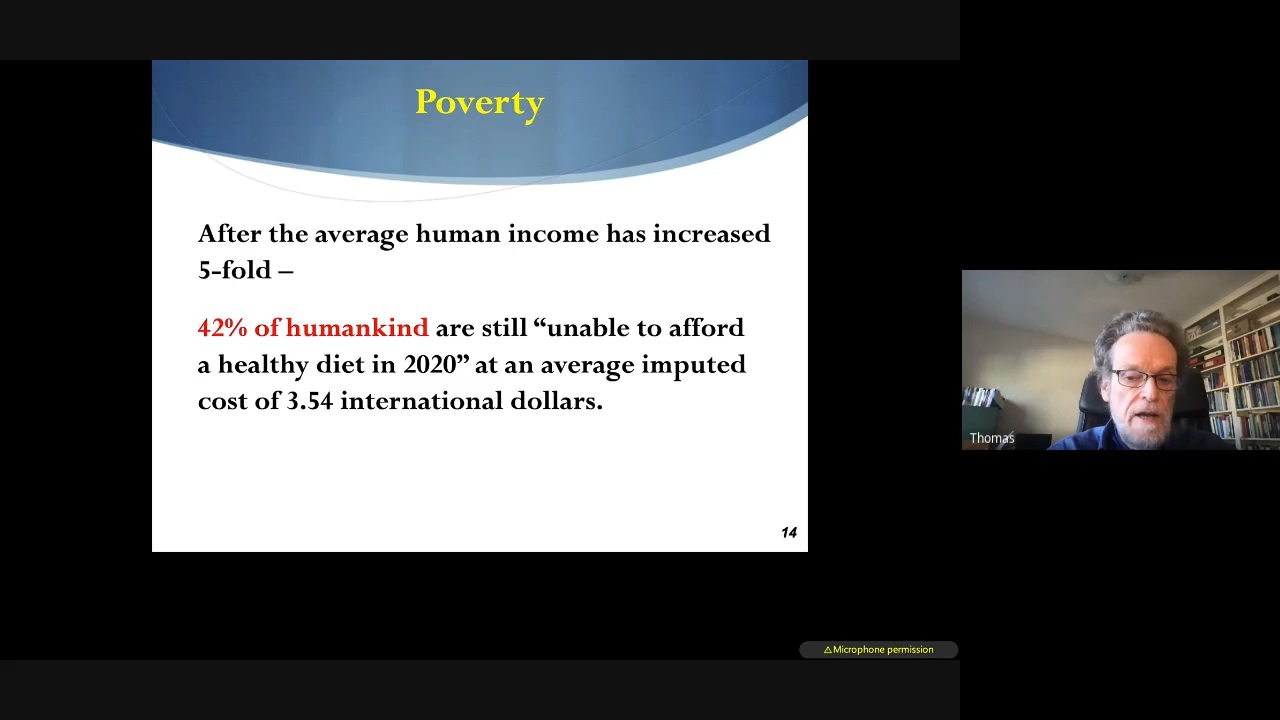 Poverty
After the average human income has increased
5-fold –
42% of humankind are still “unable to afford
a healthy diet in 2020” at an average imputed
cost of 3.54 international dollars.
14
Thomas
⚠Microphone permission